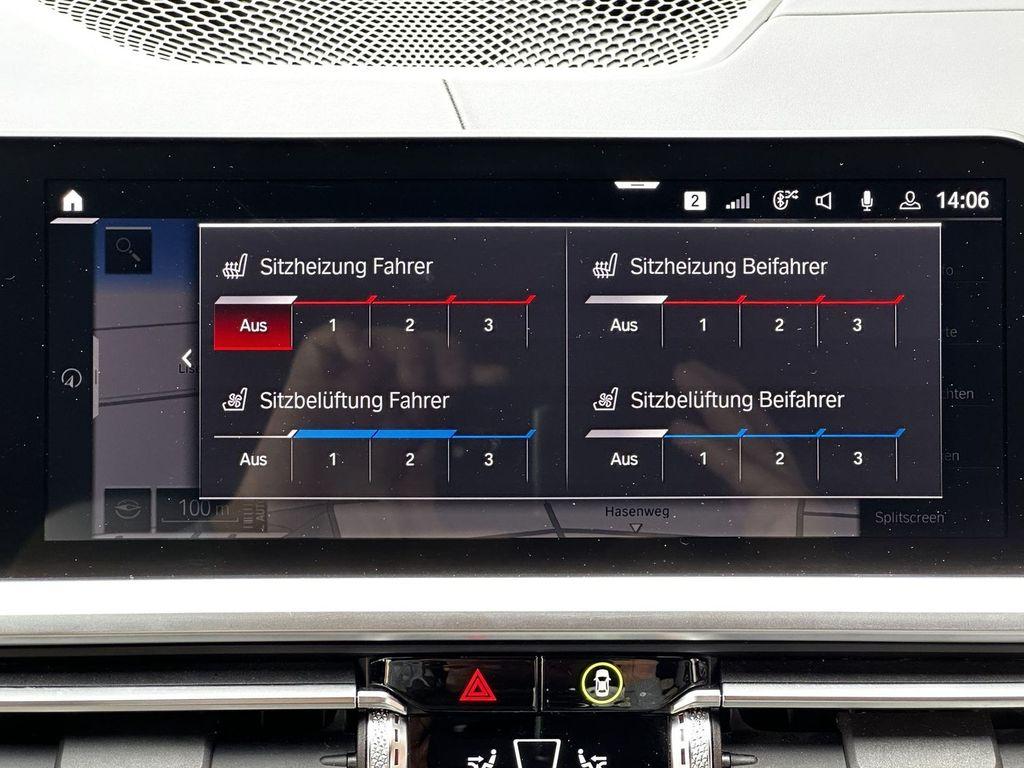 2 14:06
Sitzheizung Fahrer
Aus 1 2 3
Sitzheizung Beifahrer
Aus 1 2 3
Sitzbelüftung Fahrer
Aus 1 2 3
Sitzbelüftung Beifahrer
Aus 1 2 3
100 m
Hasenweg
Splitscreen